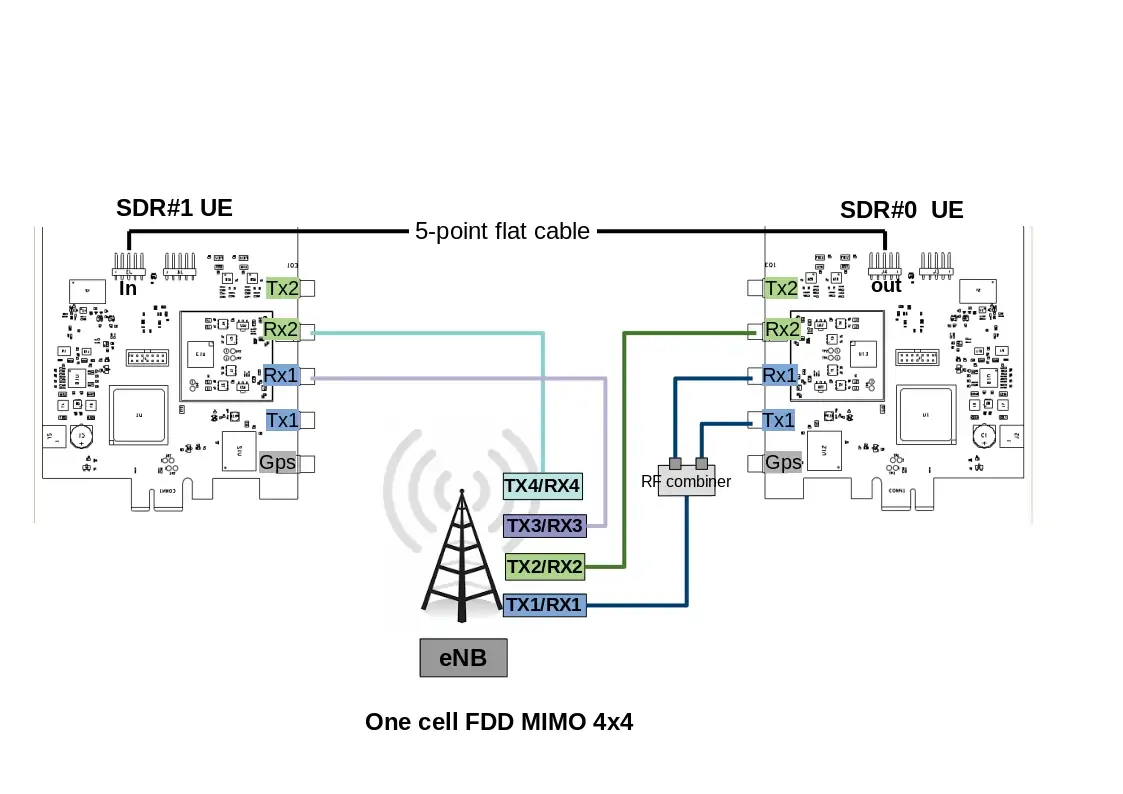 SDR#1 UE
SDR#0  UE
5-point flat cable
In
out
Tx2
Tx2
Rx2
Rx2
Rx1
Rx1
Tx1
Tx1
Gps
Gps
RF combiner
TX4/RX4
TX3/RX3
TX2/RX2
TX1/RX1
eNB
One cell FDD MIMO 4x4